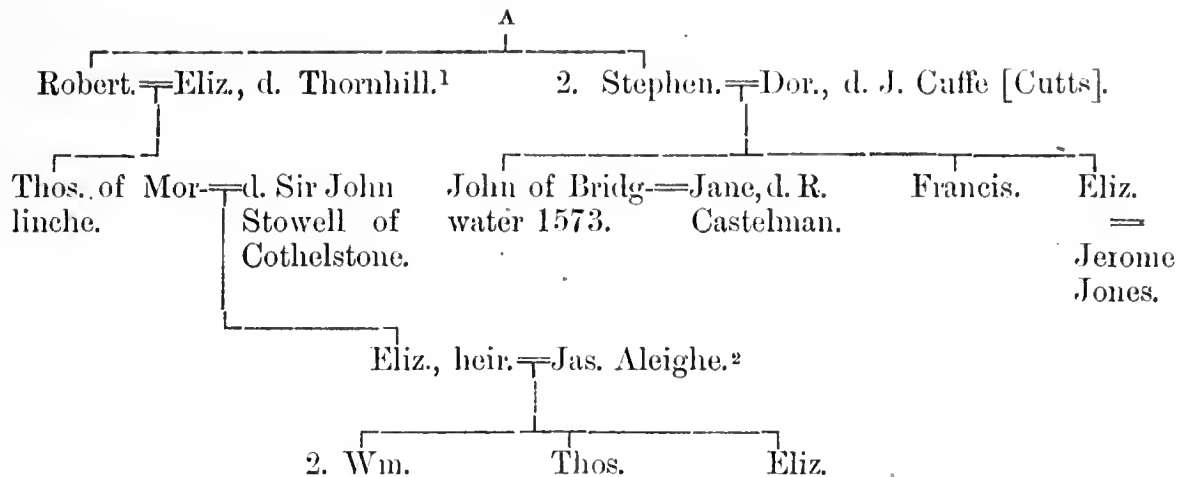 A
Robert.=Eliz., d. Thornhill.¹ 2. Stephen.=Dor., d. J. Cuffe [Cutts].
Thos. of Mor-=d. Sir John John of Bridg-=Jane, d. R. Francis. Eliz.
linche. Stowell of water 1573. Castelman. =
Cothelstone. Jerome
Jones.
Eliz., heir.=Jas. Aleighe.²
2. Wm. Thos. Eliz.